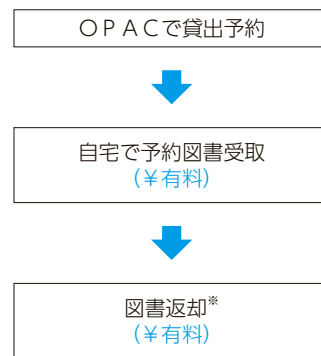 ＯＰＡＣで貸出予約
自宅で予約図書受取
（￥有料）
図書返却※
（￥有料）